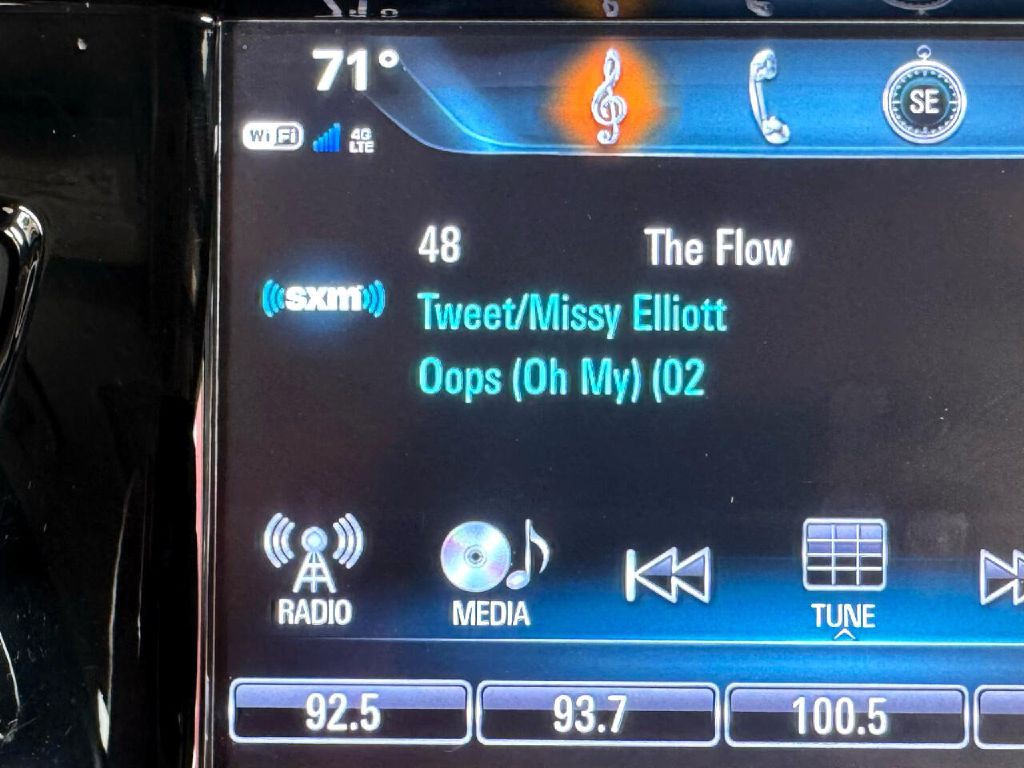 71°
WiFi 4G LTE
SE
48 The Flow
sxm
Tweet/Missy Elliott
Oops (Oh My) (02
RADIO MEDIA TUNE
92.5 93.7 100.5